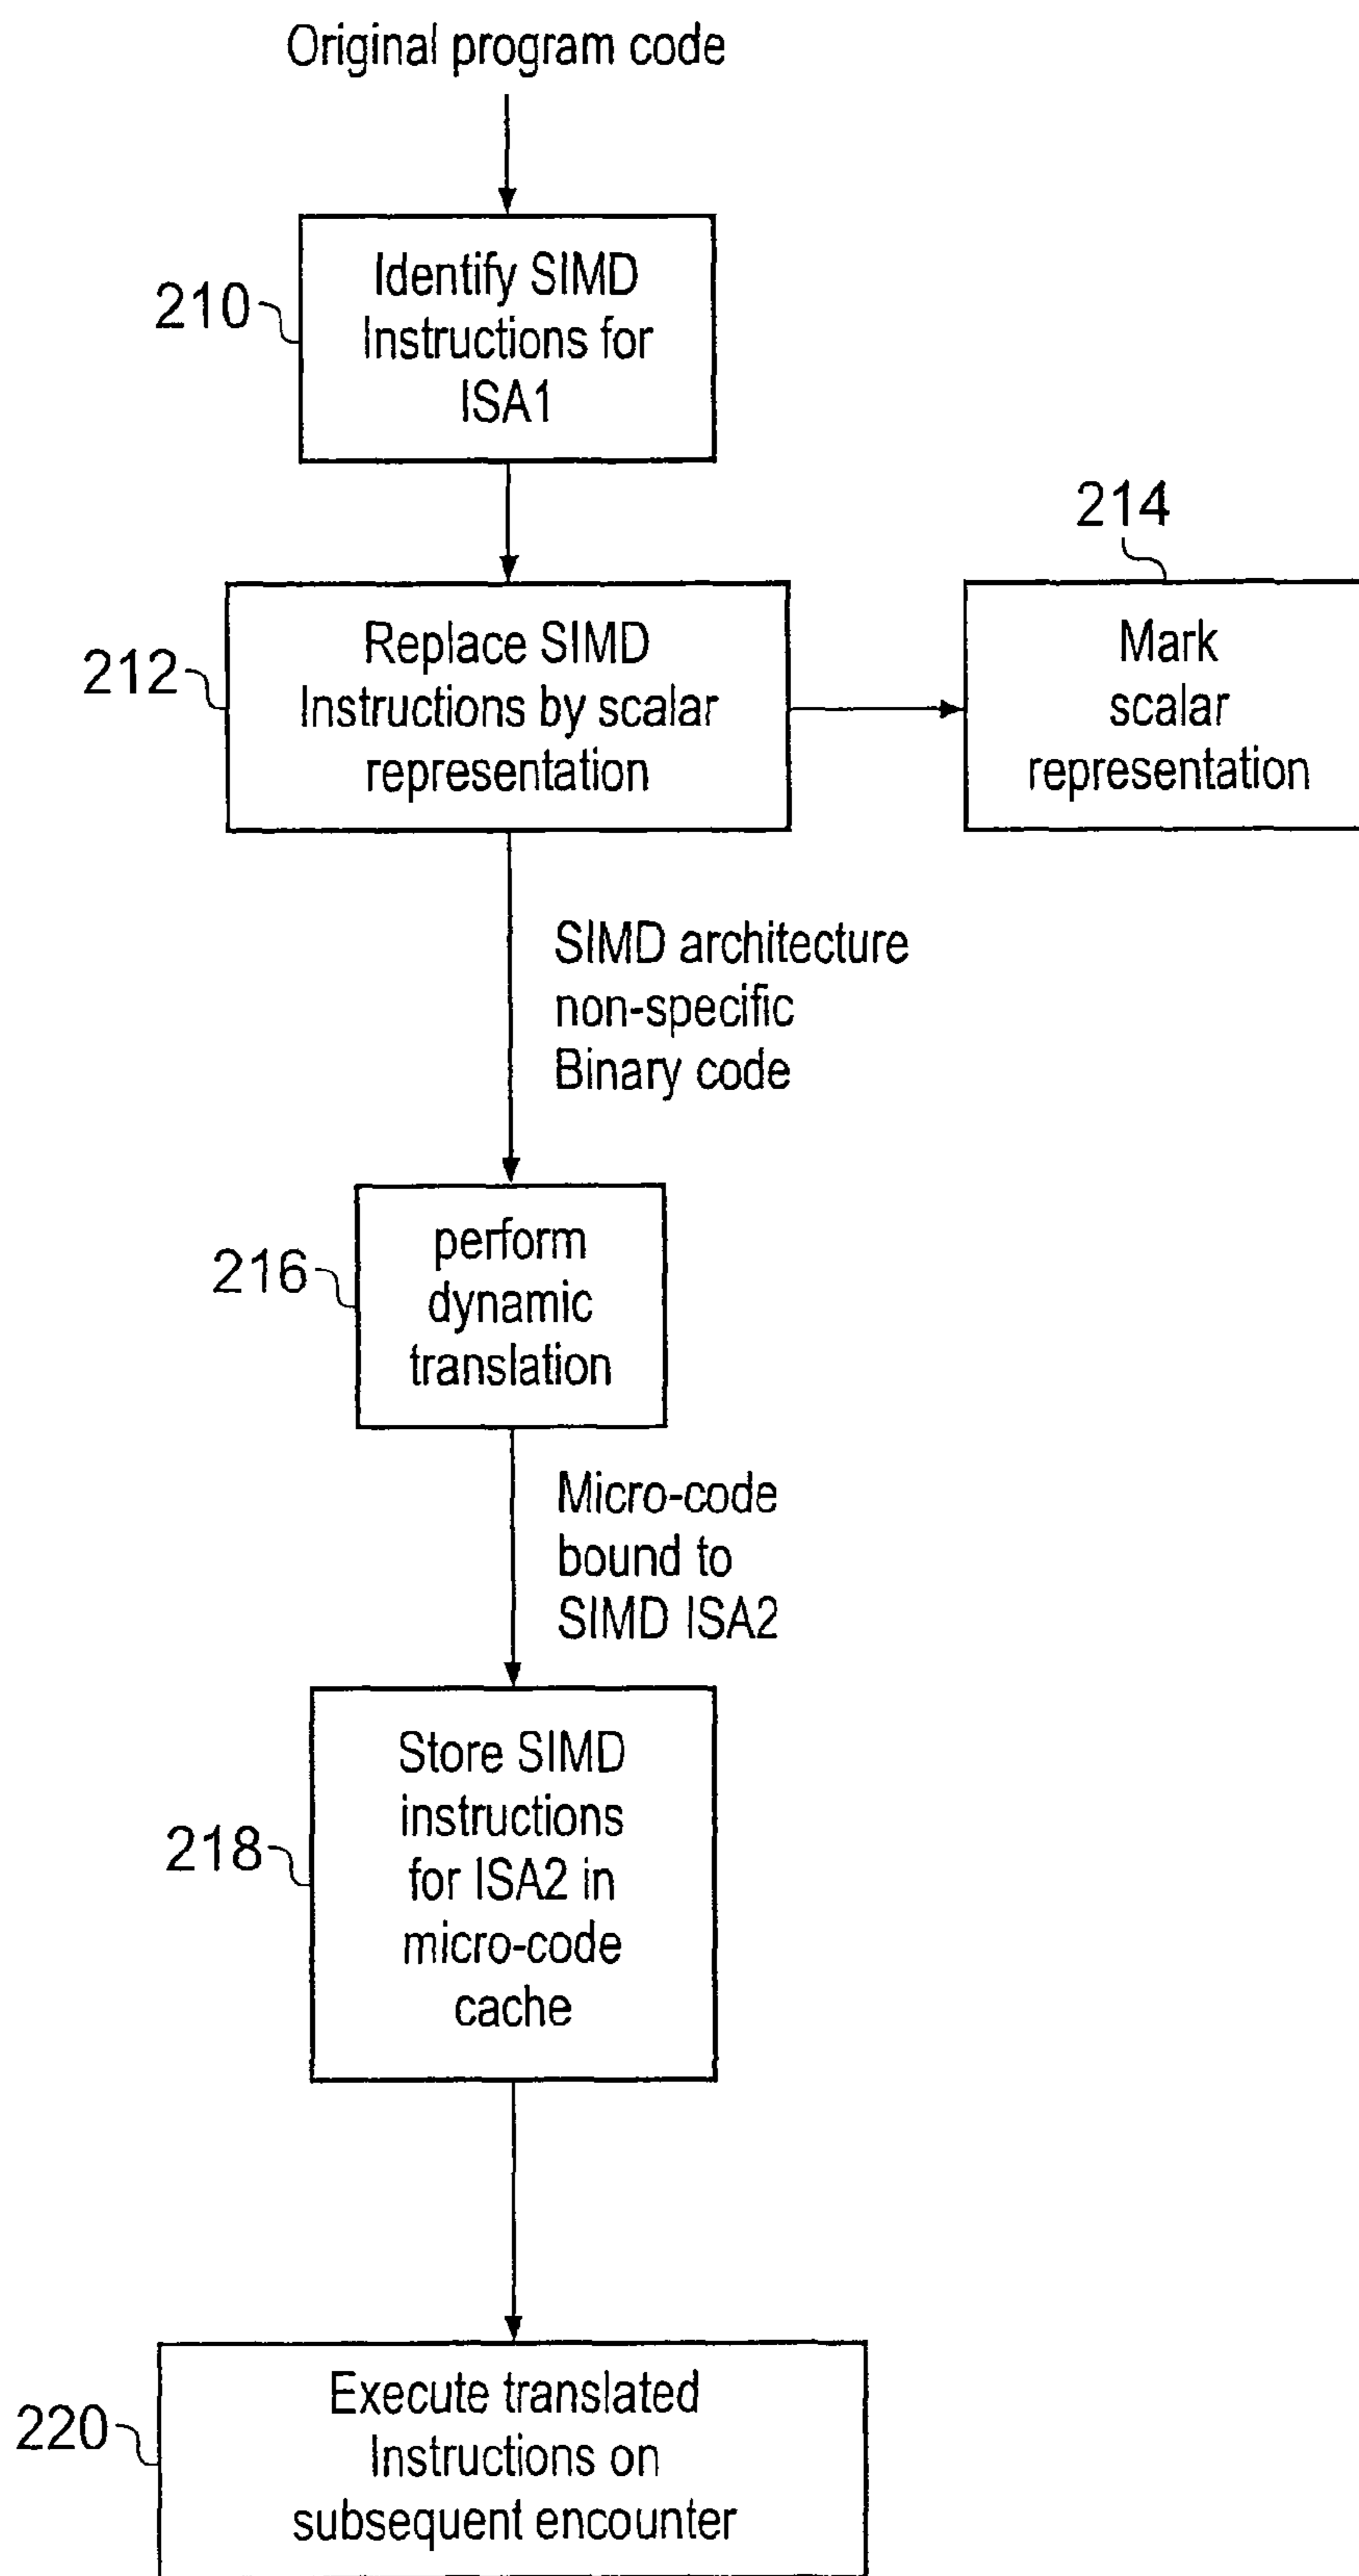 Original program code
210
Identify SIMD
Instructions for
ISA1
214
212
Replace SIMD
Instructions by scalar
representation
Mark
scalar
representation
SIMD architecture
non-specific
Binary code
216
perform
dynamic
translation
Micro-code
bound to
SIMD ISA2
218
Store SIMD
instructions
for ISA2 in
micro-code
cache
220
Execute translated
Instructions on
subsequent encounter